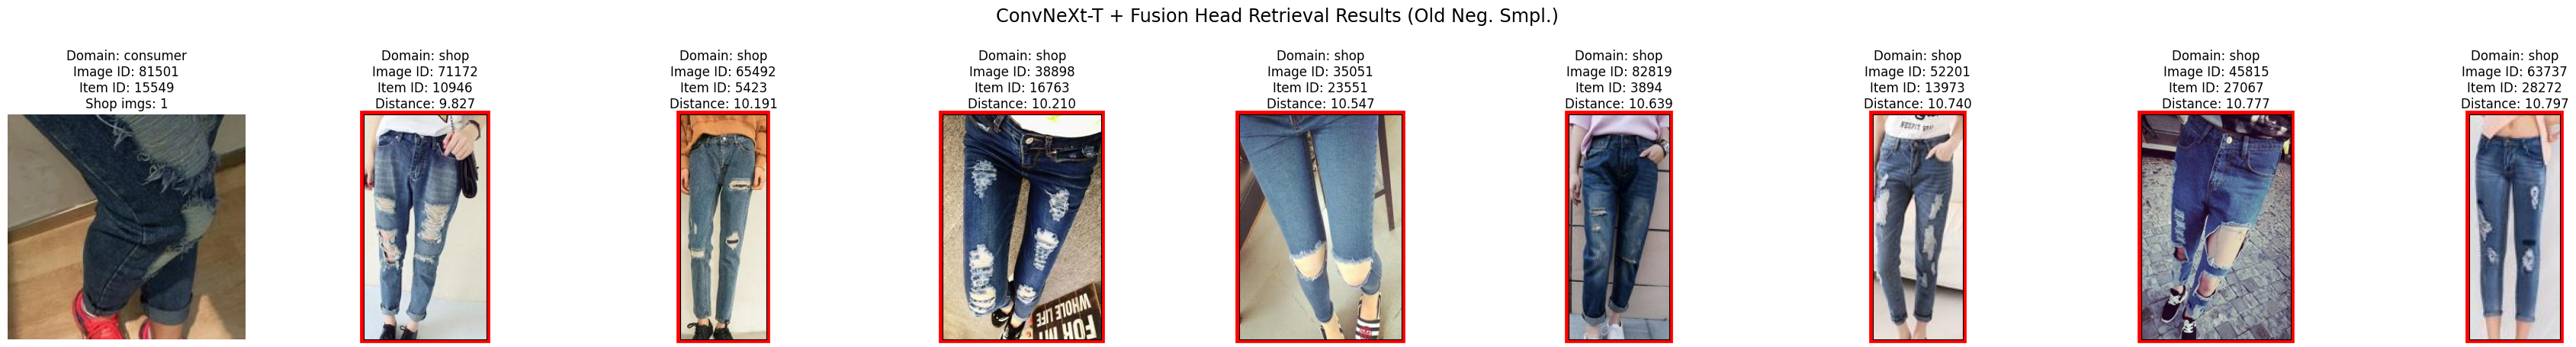 ConvNeXt-T + Fusion Head Retrieval Results (Old Neg. Smpl.)
Domain: consumer
Image ID: 81501
Item ID: 15549
Shop imgs: 1
Domain: shop
Image ID: 71172
Item ID: 10946
Distance: 9.827
Domain: shop
Image ID: 65492
Item ID: 5423
Distance: 10.191
Domain: shop
Image ID: 38898
Item ID: 16763
Distance: 10.210
Domain: shop
Image ID: 35051
Item ID: 23551
Distance: 10.547
Domain: shop
Image ID: 82819
Item ID: 3894
Distance: 10.639
Domain: shop
Image ID: 52201
Item ID: 13973
Distance: 10.740
Domain: shop
Image ID: 45815
Item ID: 27067
Distance: 10.777
Domain: shop
Image ID: 63737
Item ID: 28272
Distance: 10.797
WHOLE LIFE
FOR MY